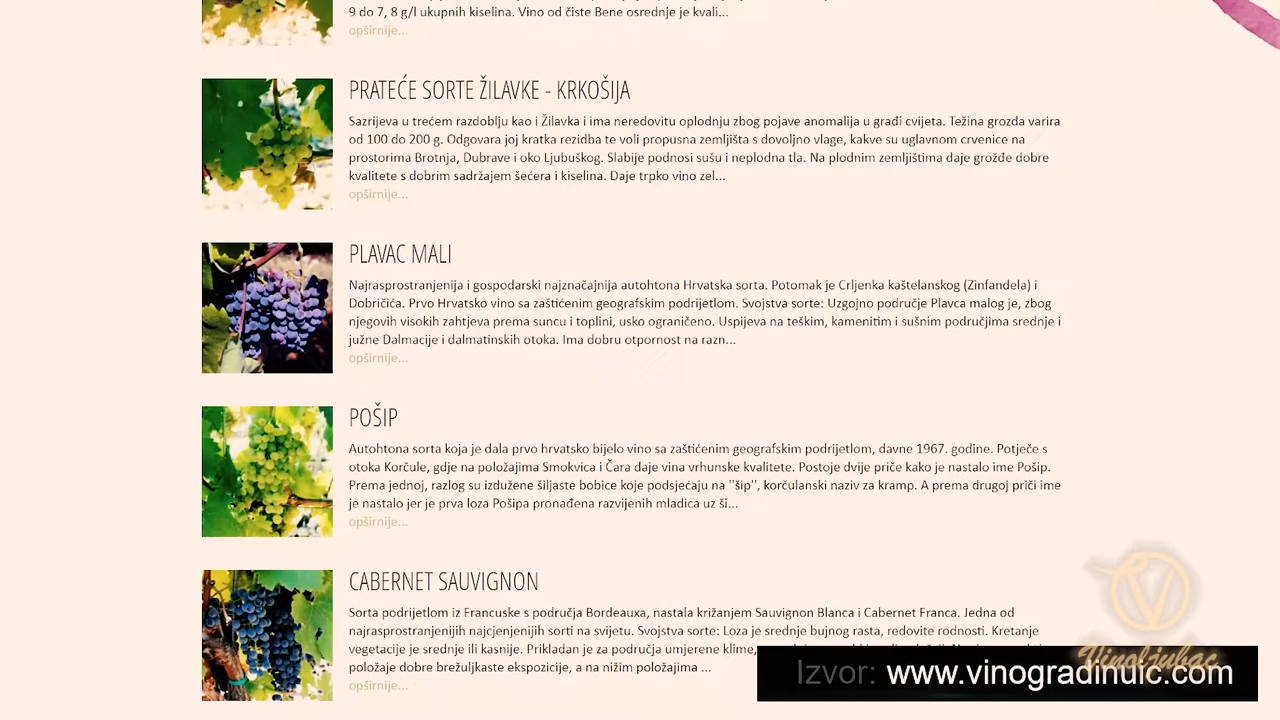 9 do 7, 8 g/l ukupnih kiselina. Vino od čiste Bene osrednje je kvali...
opširnije...
PRATEĆE SORTE ŽILAVKE - KRKOŠIJA
Sazrijeva u trećem razdoblju kao i Žilavka i ima neredovitu oplodnju zbog pojave anomalija u građi cvijeta. Težina grozda varira
od 100 do 200 g. Odgovara joj kratka rezidba te voli propusna zemljišta s dovoljno vlage, kakve su uglavnom crvenice na
prostorima Brotnja, Dubrave i oko Ljubuškog. Slabije podnosi sušu i neplodna tla. Na plodnim zemljištima daje grožđe dobre
kvalitete s dobrim sadržajem šećera i kiselina. Daje trpko vino zel...
opširnije...
PLAVAC MALI
Najrasprostranjenija i gospodarski najznačajnija autohtona Hrvatska sorta. Potomak je Crljenka kaštelanskog (Zinfandela) i
Dobričića. Prvo Hrvatsko vino sa zaštićenim geografskim podrijetlom. Svojstva sorte: Uzgojno područje Plavca malog je, zbog
njegovih visokih zahtjeva prema suncu i toplini, usko ograničeno. Uspijeva na teškim, kamenitim i sušnim područjima srednje i
južne Dalmacije i dalmatinskih otoka. Ima dobru otpornost na razn...
opširnije...
POŠIP
Autohtona sorta koja je dala prvo hrvatsko bijelo vino sa zaštićenim geografskim podrijetlom, davne 1967. godine. Potječe s
otoka Korčule, gdje na položajima Smokvica i Čara daje vina vrhunske kvalitete. Postoje dvije priče kako je nastalo ime Pošip.
Prema jednoj, razlog su izdužene šiljaste bobice koje podsjećaju na "šip", korčulanski naziv za kramp. A prema drugoj priči ime
je nastalo jer je prva loza Pošipa pronađena razvijenih mladica uz ši...
opširnije...
CABERNET SAUVIGNON
Sorta podrijetlom iz Francuske s područja Bordeauxa, nastala križanjem Sauvignon Blanca i Cabernet Franca. Jedna od
najrasprostranjenijih najcjenjenijih sorti na svijetu. Svojstva sorte: Loza je srednje bujnog rasta, redovite rodnosti. Kretanje
vegetacije je srednje ili kasnije. Prikladan je za područja umjerene klime,
položaje dobre brežuljkaste ekspozicije, a na nižim položajima ...
opširnije...
Izvor: www.vinogradinuic.com